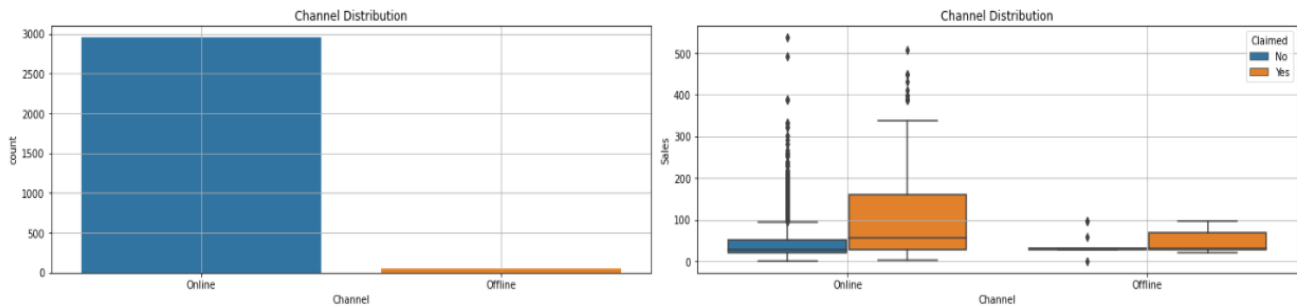 Channel Distribution
3000
2500
2000
1500
1000
500
0
count
Online
Offline
Channel
Channel Distribution
500
400
300
200
100
0
Sales
Claimed
No
Yes
Online
Offline
Channel